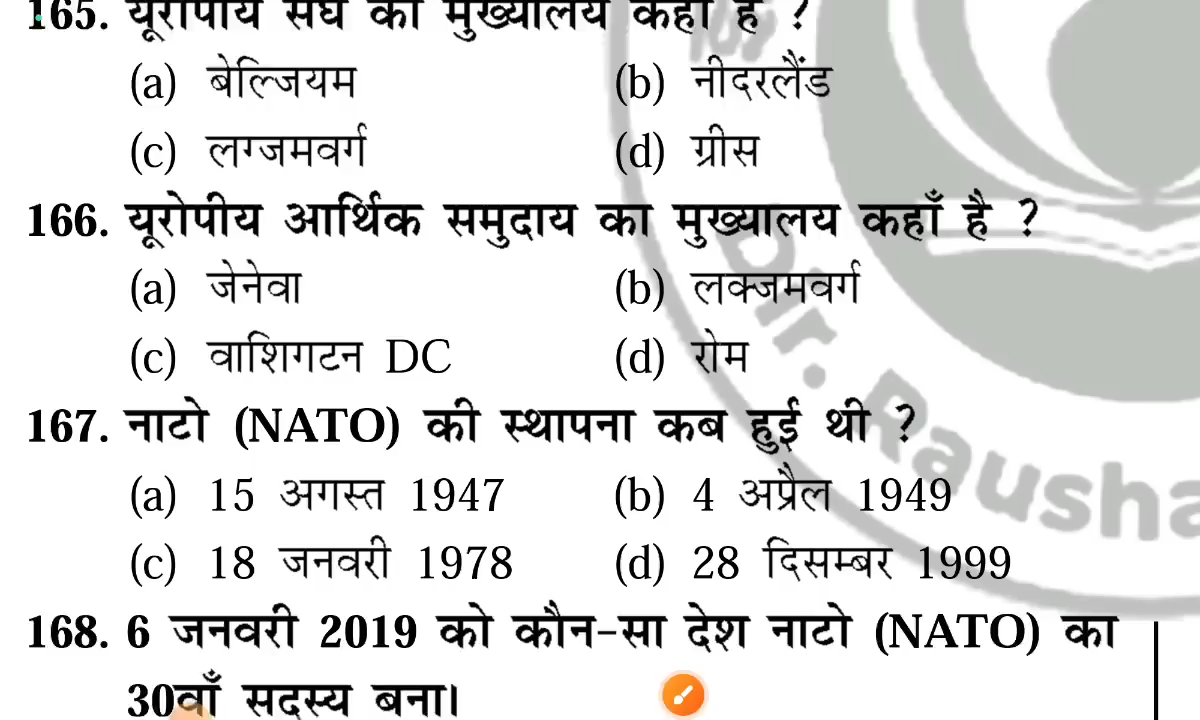 165. यूरोपीय संघ का मुख्यालय कहाँ है ?
(a) बेल्जियम (b) नीदरलैंड
(c) लग्जमवर्ग (d) ग्रीस
166. यूरोपीय आर्थिक समुदाय का मुख्यालय कहाँ है ?
(a) जेनेवा (b) लक्जमवर्ग
(c) वाशिगटन DC (d) रोम
167. नाटो (NATO) की स्थापना कब हुई थी ?
(a) 15 अगस्त 1947 (b) 4 अप्रैल 1949
(c) 18 जनवरी 1978 (d) 28 दिसम्बर 1999
168. 6 जनवरी 2019 को कौन-सा देश नाटो (NATO) का
30वाँ सदस्य बना।
Dr. Rausha